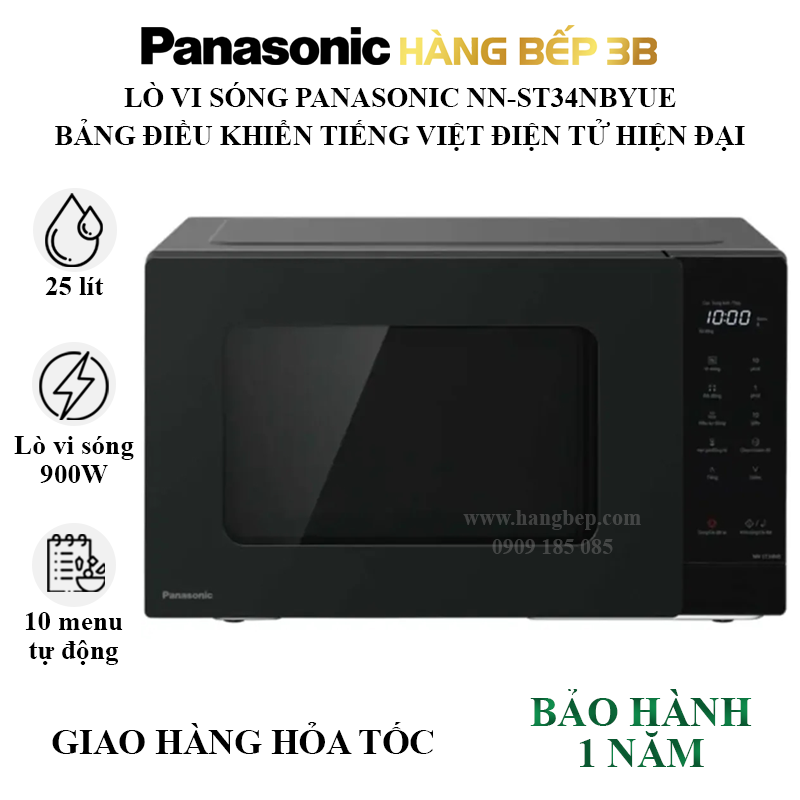 Panasonic HÀNG BẾP 3B
LÒ VI SÓNG PANASONIC NN-ST34NBYUE
BẢNG ĐIỀU KHIỂN TIẾNG VIỆT ĐIỆN TỬ HIỆN ĐẠI
25 lít
Lò vi sóng
900W
10 menu
tự động
10:00
www.hangbep.com
0909 185 085
Panasonic
GIAO HÀNG HỎA TỐC
BẢO HÀNH
1 NĂM